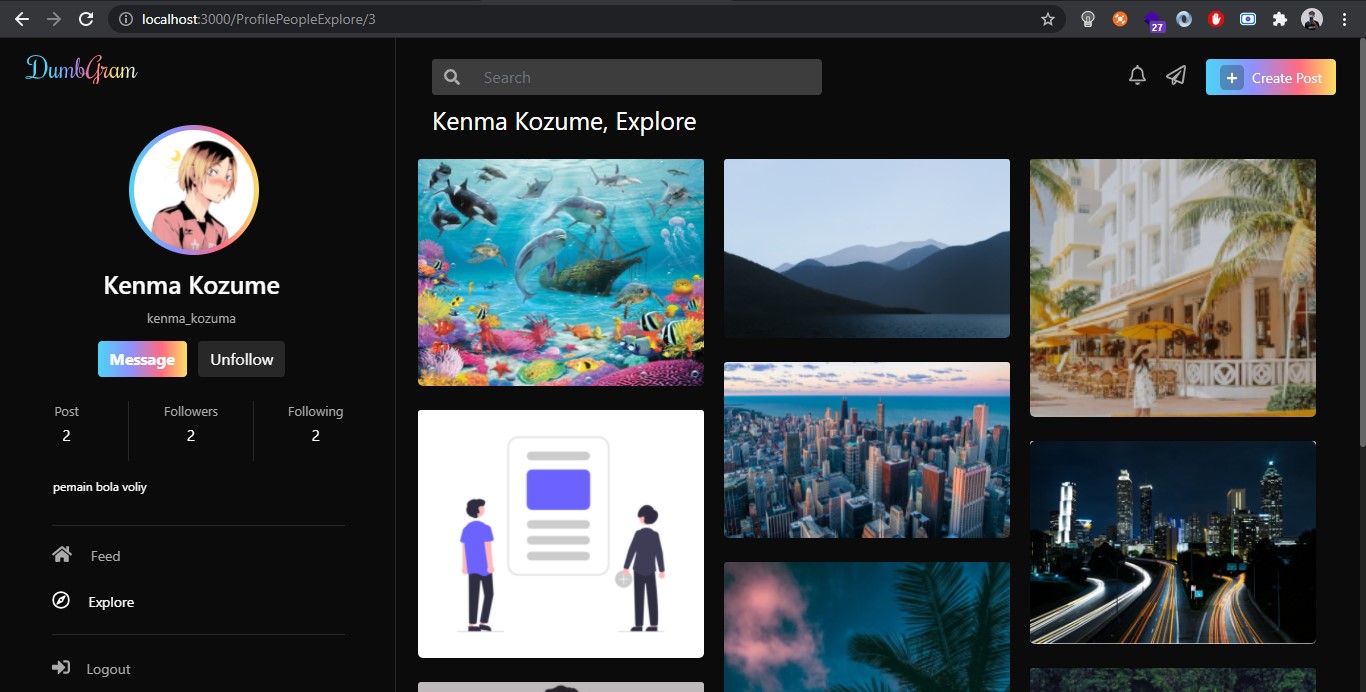 localhost:3000/ProfilePeopleExplore/3
27
DumbGram
Search
Create Post
Kenma Kozume, Explore
Kenma Kozume
kenma_kozuma
Message
Unfollow
Post
Followers
Following
2
2
2
pemain bola voliy
Feed
Explore
Logout